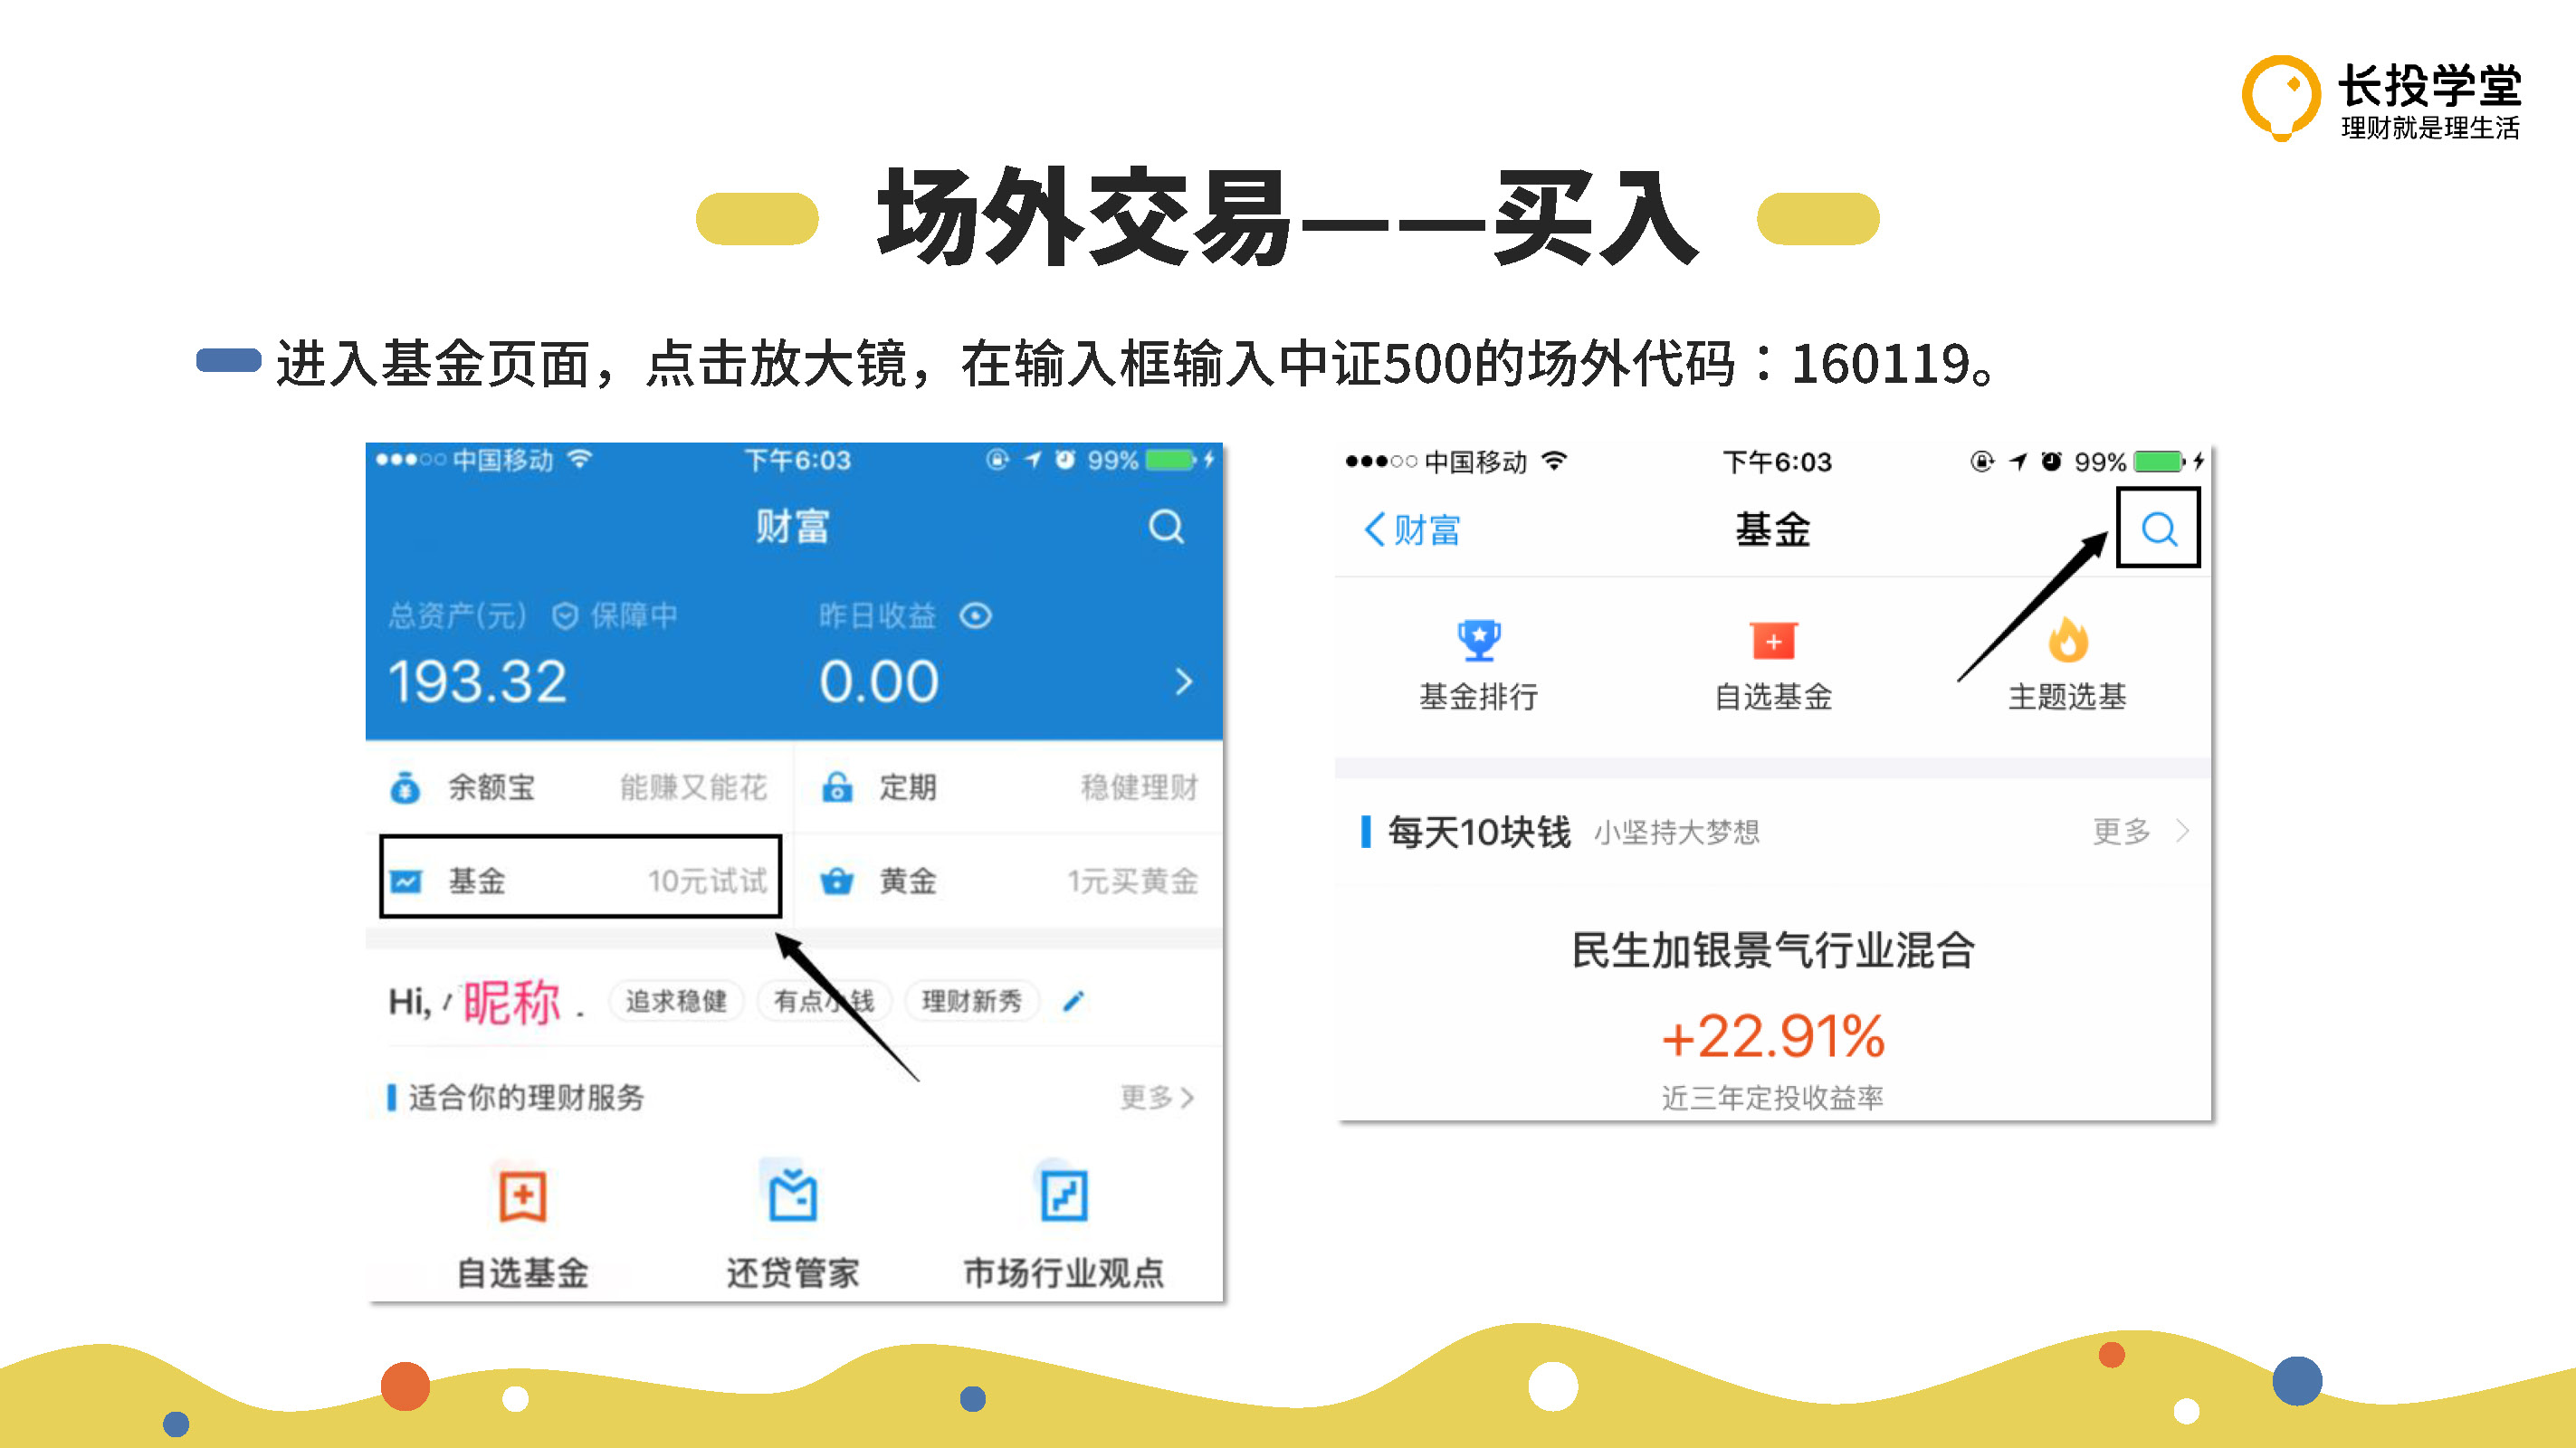 长投学堂
理财就是理生活
场外交易——买入
进入基金页面，点击放大镜，在输入框输入中证500的场外代码：160119。
中国移动 下午6:03 99%
财富
总资产(元) 保障中 昨日收益
193.32 0.00
余额宝 能赚又能花 定期 稳健理财
基金 10元试试 黄金 1元买黄金
Hi, 昵称 追求稳健 有点小钱 理财新秀
适合你的理财服务 更多
自选基金 还贷管家 市场行业观点
中国移动 下午6:03 99%
财富 基金
基金排行 自选基金 主题选基
每天10块钱 小坚持大梦想 更多
民生加银景气行业混合
+22.91%
近三年定投收益率